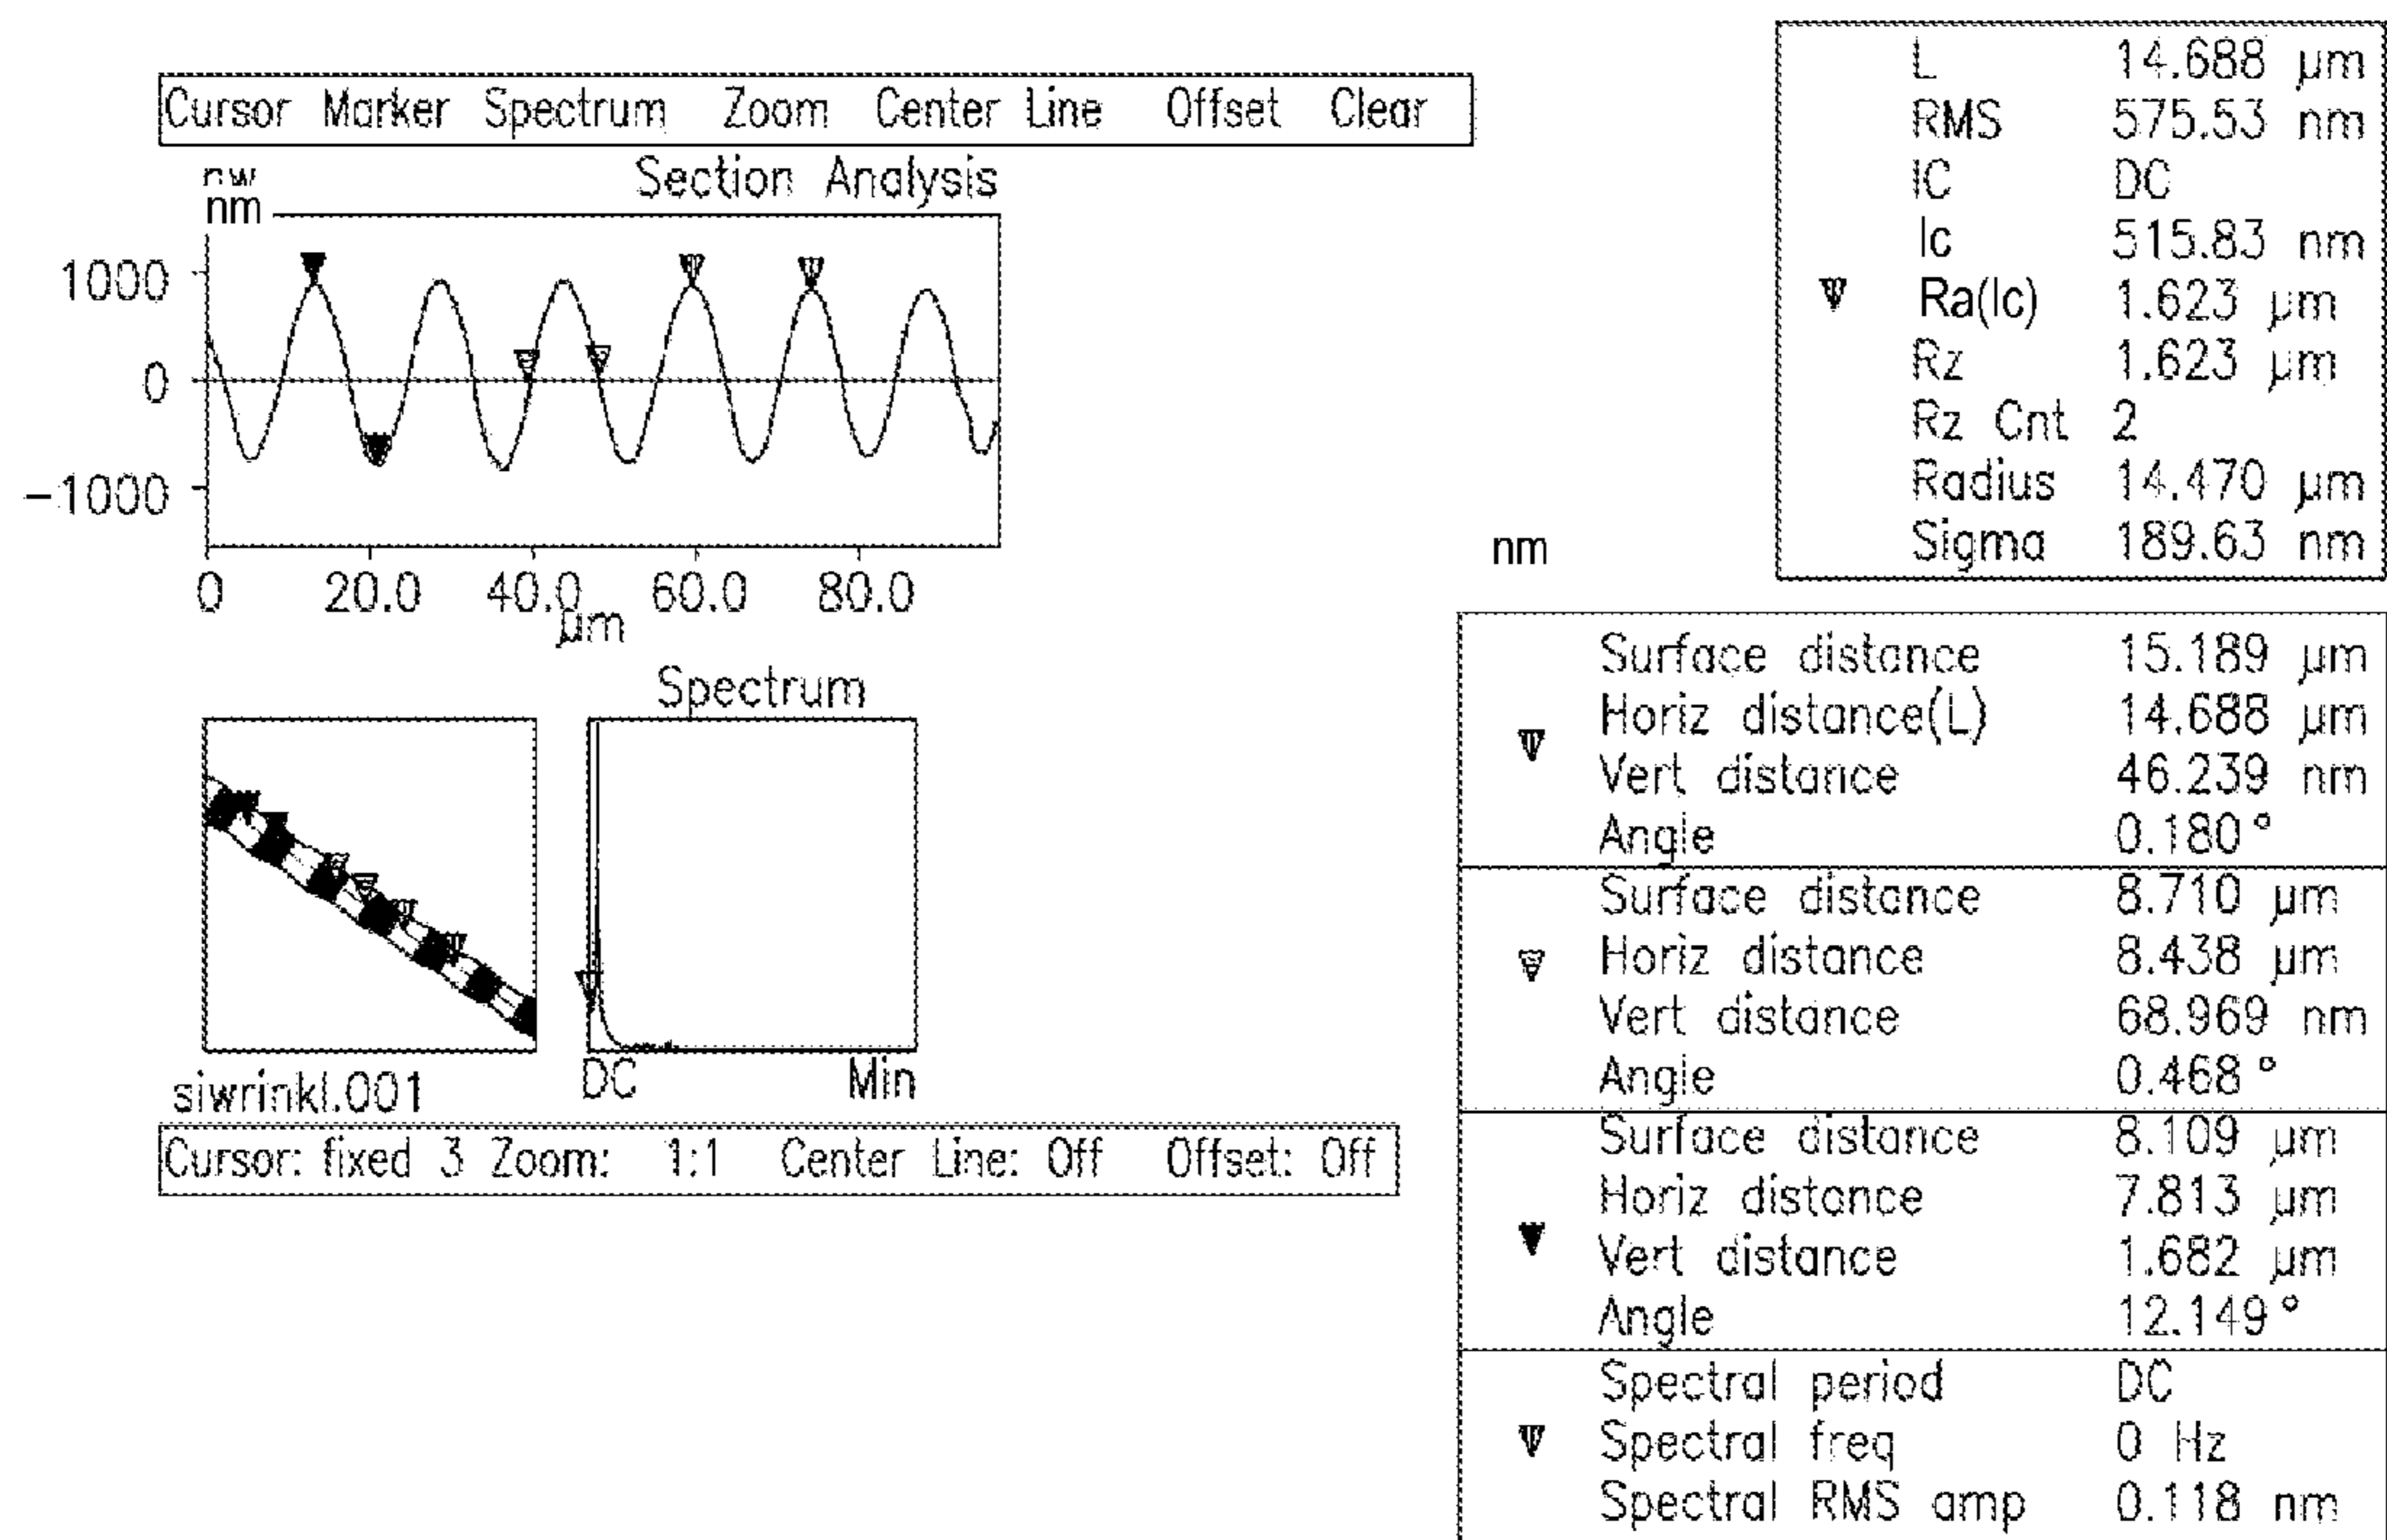 Cursor Marker Spectrum Zoom Center Line Offset Clear
Section Analysis
nm
1000
0
-1000
0 20.0 40.0 60.0 80.0
µm
Spectrum
DC Min
siwrinkl.001
Cursor: fixed 3 Zoom: 1:1 Center Line: Off Offset: Off
L 14.688 µm
RMS 575.53 nm
IC DC
Ic 515.83 nm
Ra(Ic) 1.623 µm
Rz 1.623 µm
Rz Cnt 2
Radius 14.470 µm
Sigma 189.63 nm
nm
Surface distance 15.189 µm
Horiz distance(L) 14.688 µm
Vert distance 46.239 nm
Angle 0.180°
Surface distance 8.710 µm
Horiz distance 8.438 µm
Vert distance 68.969 nm
Angle 0.468°
Surface distance 8.109 µm
Horiz distance 7.813 µm
Vert distance 1.682 µm
Angle 12.149°
Spectral period DC
Spectral freq 0 Hz
Spectral RMS amp 0.118 nm